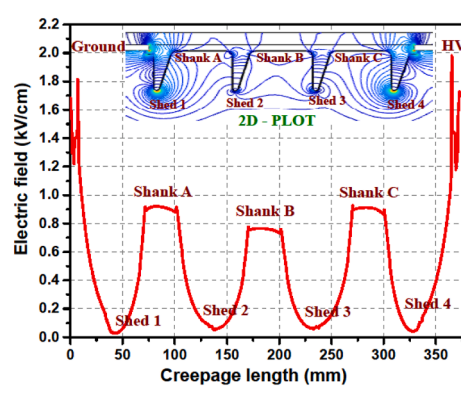 2.2
2.0
1.8
1.6
1.4
1.2
1.0
0.8
0.6
0.4
0.2
0.0
Electric field (kV/cm)
Ground
HV
Shank A
Shank B
Shank C
Shed 1
Shed 2
Shed 3
Shed 4
2D - PLOT
Shank A
Shank B
Shank C
Shed 1
Shed 2
Shed 3
Shed 4
0
50
100
150
200
250
300
350
Creepage length (mm)